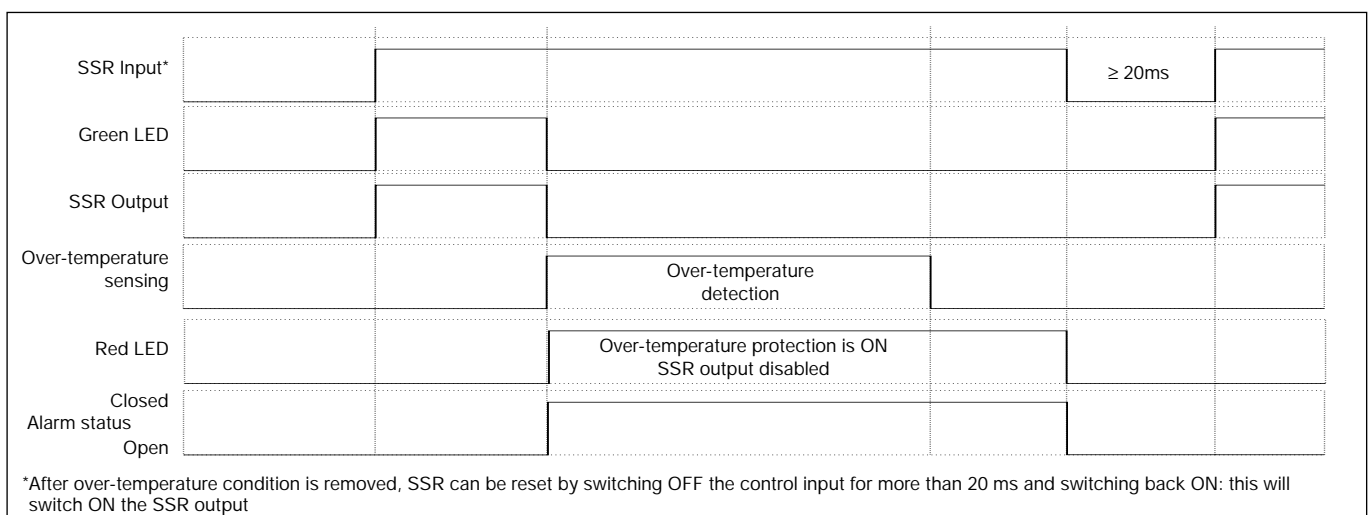 SSR Input*
≥ 20ms
Green LED
SSR Output
Over-temperature
sensing
Over-temperature
detection
Red LED
Over-temperature protection is ON
SSR output disabled
Closed
Alarm status
Open
*After over-temperature condition is removed, SSR can be reset by switching OFF the control input for more than 20 ms and switching back ON: this will
switch ON the SSR output